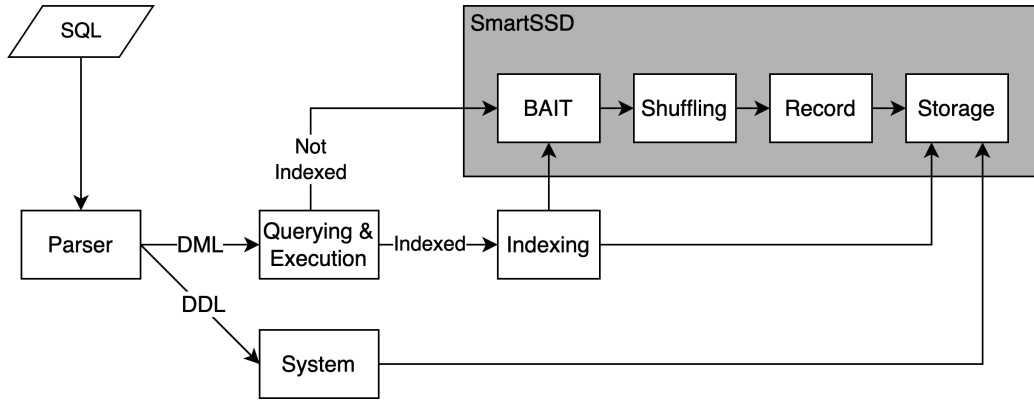 SQL
SmartSSD
BAIT
Shuffling
Record
Storage
Not
Indexed
Parser
DML
Querying &
Execution
Indexed
Indexing
DDL
System